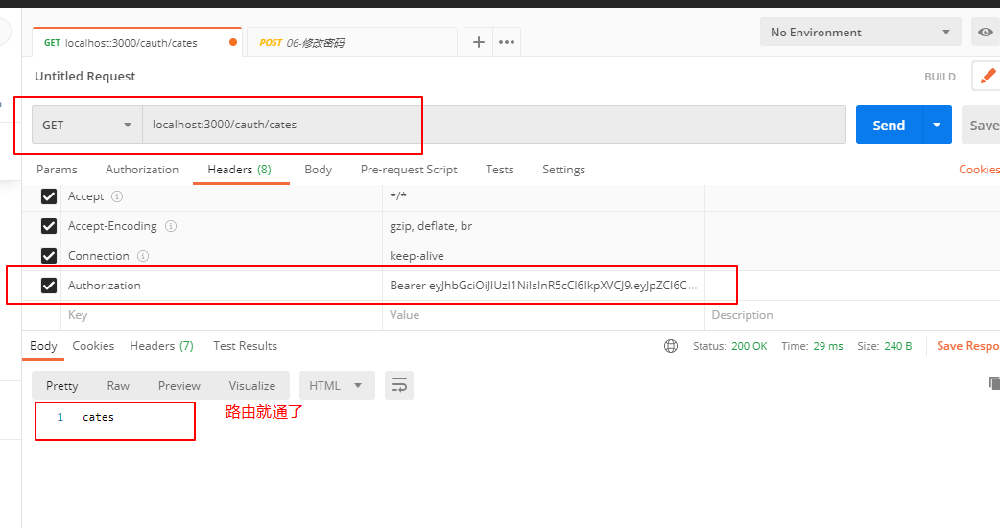 GET localhost:3000/cauth/cates
POST 06-修改密码
No Environment
Untitled Request
BUILD
GET localhost:3000/cauth/cates
Send
Save
Params Authorization Headers (8) Body Pre-request Script Tests Settings
Cookies
Accept */*
Accept-Encoding gzip, deflate, br
Connection keep-alive
Authorization Bearer eyJhbGciOiJIUzI1NiIsInR5cCI6IkpXVCJ9.eyJpZCI6C...
Key Value Description
Body Cookies Headers (7) Test Results
Status: 200 OK Time: 29 ms Size: 240 B
Save Respo
Pretty Raw Preview Visualize HTML
1 cates
路由就通了